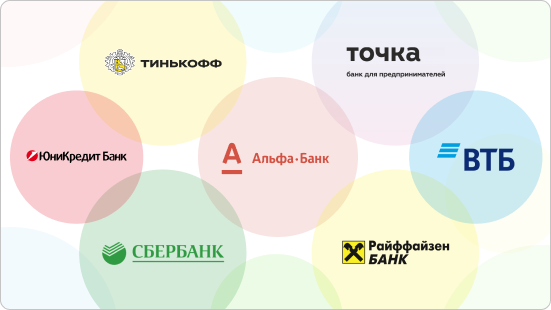 ТИНЬКОФФ
точка
банк для предпринимателей
ЮниКредит Банк
Альфа·Банк
ВТБ
СБЕРБАНК
Райффайзен
БАНК